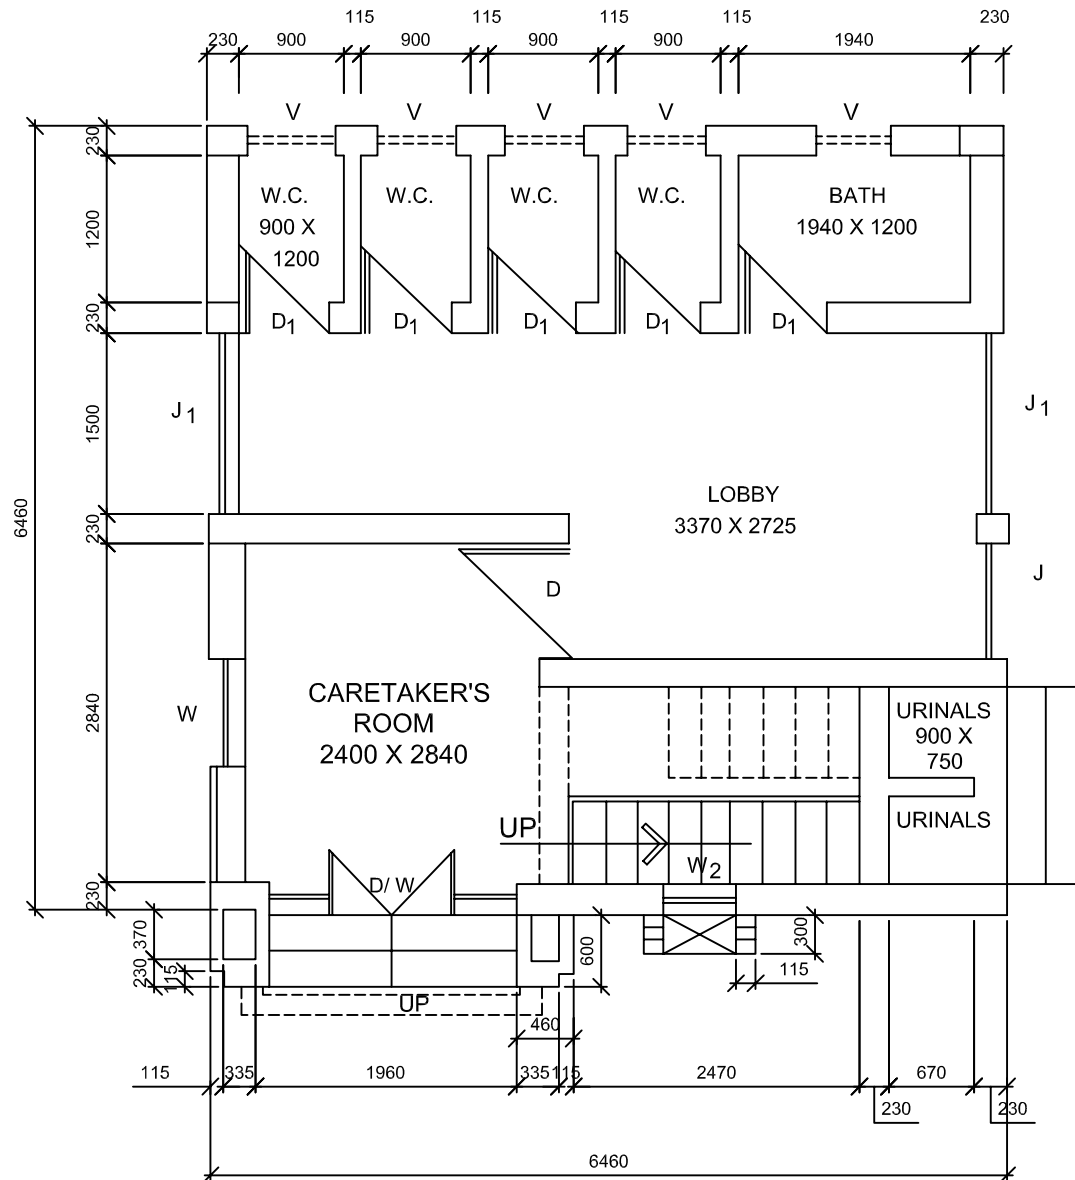 115 115 115 115 230
230 900 900 900 900 1940
V V V V V
230
W.C. W.C. W.C. W.C. BATH
900 X 1940 X 1200
1200
1200
230
D1 D1 D1 D1 D1
J1 J1
1500
LOBBY
3370 X 2725
6460
230
D J
CARETAKER'S
ROOM
2400 X 2840
W
2840
URINALS
900 X
750
URINALS
UP
W2
D/ W
230
370
230
115
600
300
115
UP
460
115 335 1960 335 115 2470 670
230 230
6460